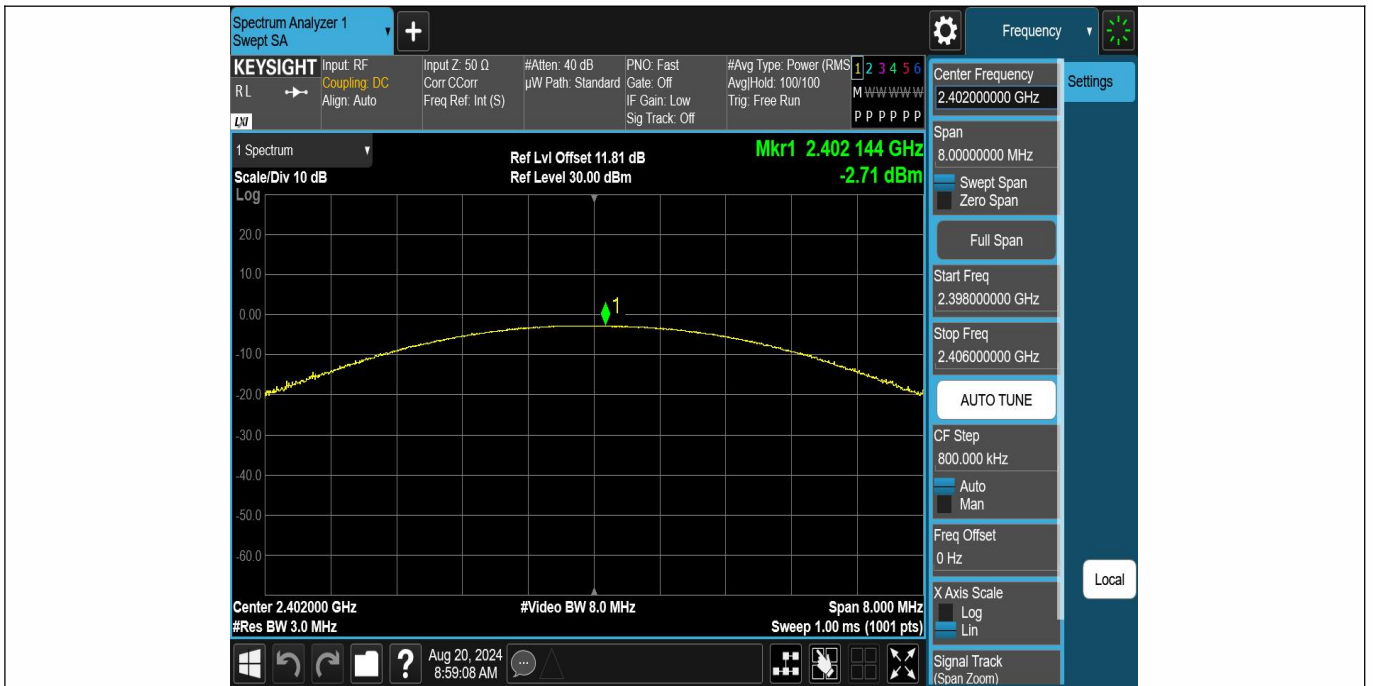 Spectrum Analyzer 1
Swept SA
+
Frequency
KEYSIGHT
RL
LXI
Input: RF
Coupling: DC
Align: Auto
Input Z: 50 Ω
Corr CCorr
Freq Ref: Int (S)
#Atten: 40 dB
µW Path: Standard
PNO: Fast
Gate: Off
IF Gain: Low
Sig Track: Off
#Avg Type: Power (RMS
Avg|Hold: 100/100
Trig: Free Run
1 2 3 4 5 6
M W W W W W
P P P P P P
1 Spectrum
Scale/Div 10 dB
Log
Ref Lvl Offset 11.81 dB
Ref Level 30.00 dBm
Mkr1 2.402 144 GHz
-2.71 dBm
20.0
10.0
0.00
-10.0
-20.0
-30.0
-40.0
-50.0
-60.0
1
Center 2.402000 GHz
#Res BW 3.0 MHz
#Video BW 8.0 MHz
Span 8.000 MHz
Sweep 1.00 ms (1001 pts)
Center Frequency
2.402000000 GHz
Settings
Span
8.00000000 MHz
Swept Span
Zero Span
Full Span
Start Freq
2.398000000 GHz
Stop Freq
2.406000000 GHz
AUTO TUNE
CF Step
800.000 kHz
Auto
Man
Freq Offset
0 Hz
X Axis Scale
Log
Lin
Local
Signal Track
(Span Zoom)
?
Aug 20, 2024
8:59:08 AM